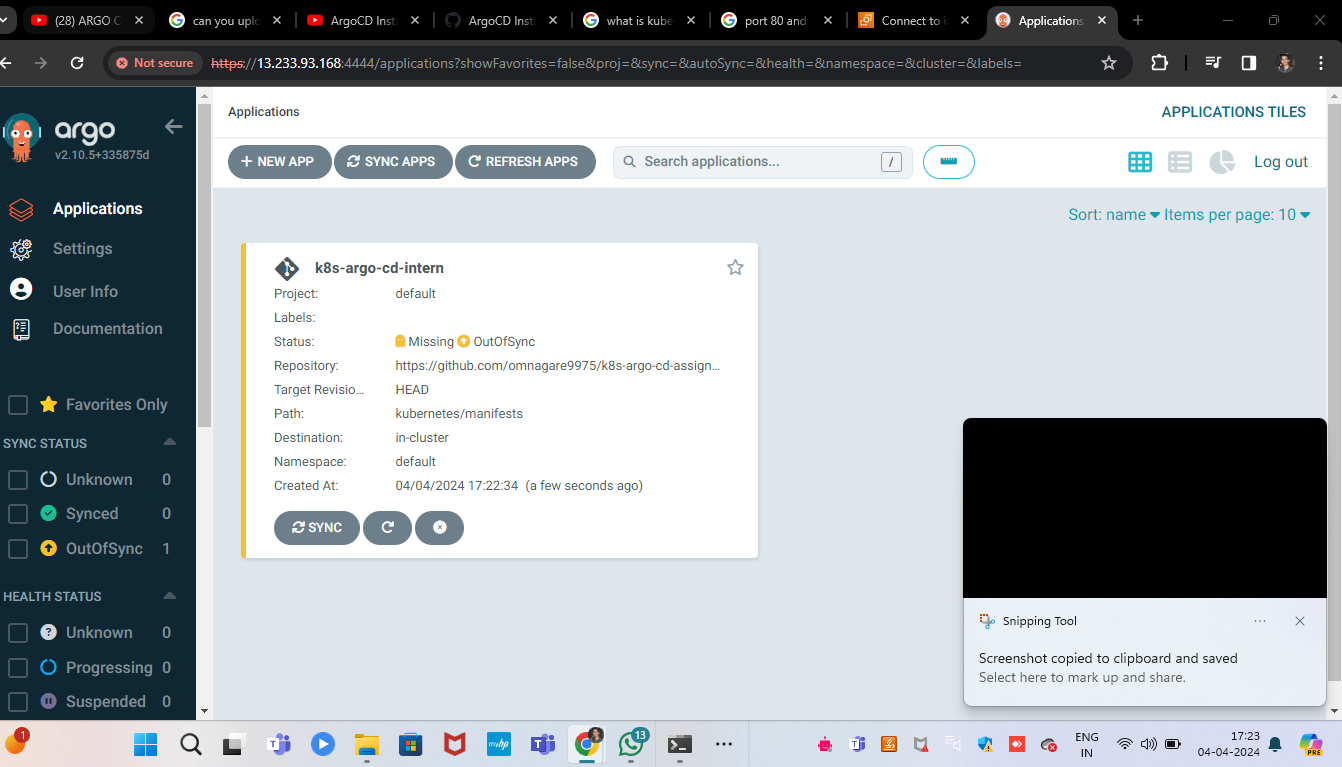 (28) ARGO C
can you uplo
ArgoCD Inst
ArgoCD Inst
what is kube
port 80 and
Connect to i
Applications
Not secure https://13.233.93.168:4444/applications?showFavorites=false&proj=&sync=&autoSync=&health=&namespace=&cluster=&labels=
argo
v2.10.5+335875d
Applications
Settings
User Info
Documentation
Favorites Only
SYNC STATUS
Unknown 0
Synced 0
OutOfSync 1
HEALTH STATUS
Unknown 0
Progressing 0
Suspended 0
Applications
APPLICATIONS TILES
NEW APP
SYNC APPS
REFRESH APPS
Search applications... /
Log out
Sort: name Items per page: 10
k8s-argo-cd-intern
Project: default
Labels:
Status: Missing OutOfSync
Repository: https://github.com/omnagare9975/k8s-argo-cd-assign...
Target Revisio... HEAD
Path: kubernetes/manifests
Destination: in-cluster
Namespace: default
Created At: 04/04/2024 17:22:34 (a few seconds ago)
SYNC
Snipping Tool
Screenshot copied to clipboard and saved
Select here to mark up and share.
1
myhp
13
ENG
IN
17:23
04-04-2024
PRE